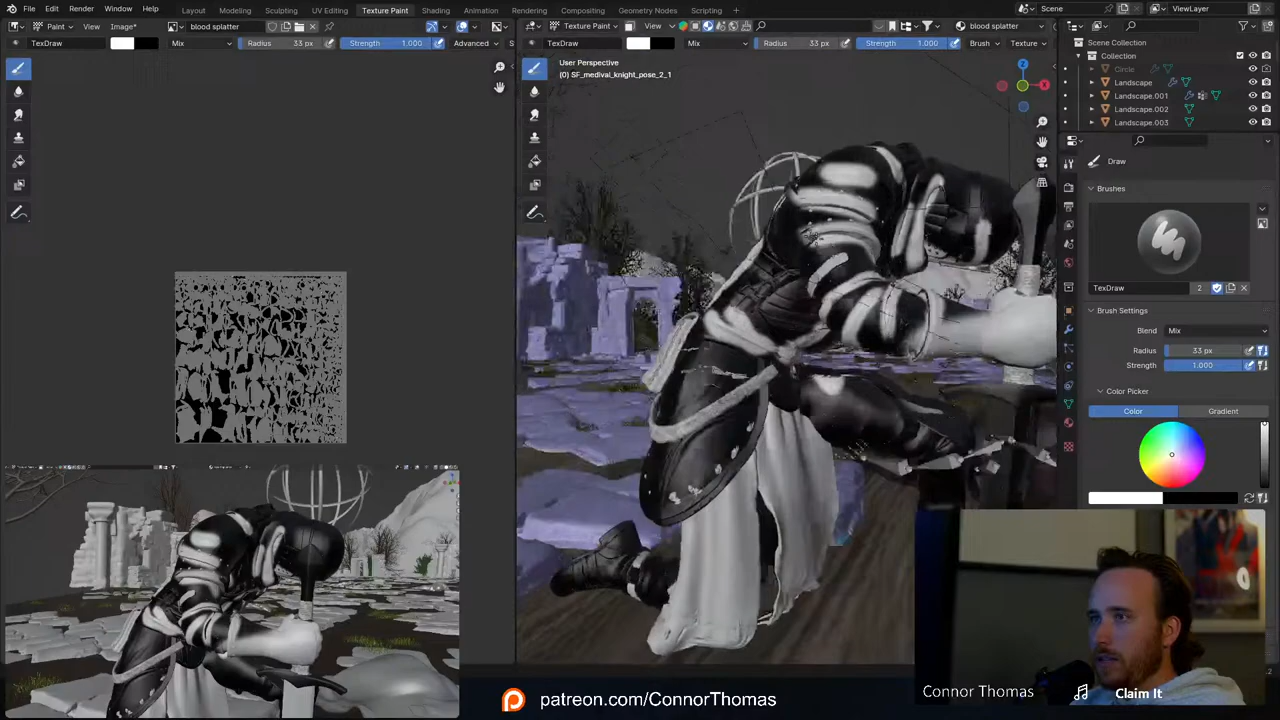 File Edit Render Window Help Layout Modeling Sculpting UV Editing Texture Paint Shading Animation Rendering Compositing Geometry Nodes Scripting Scene ViewLayer
Paint View Image* blood splatter Texture Paint View blood splatter
TexDraw Mix Radius 33 px Strength 1.000 Advanced TexDraw Mix Radius 33 px Strength 1.000 Brush Texture
Scene Collection
Collection
Circle
Landscape
Landscape.001
Landscape.002
Landscape.003
User Perspective
(0) SF_medival_knight_pose_2_1
Draw
Brushes
TexDraw 2
Brush Settings
Blend Mix
Radius 33 px
Strength 1.000
Color Picker
Color Gradient
patreon.com/ConnorThomas
Connor Thomas Claim It